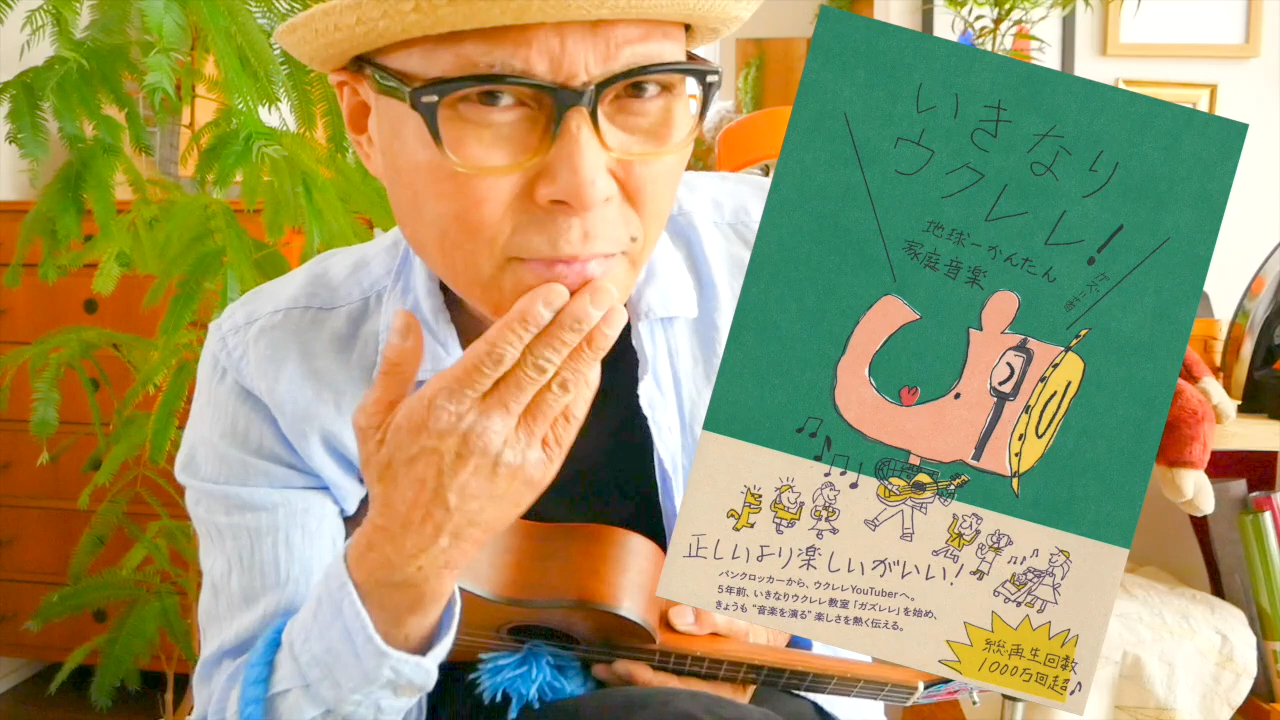 いきなり
ウクレレ!
地球一かんたん
家庭音楽
ガズ著
正しいより楽しいがいい!
パンクロッカーから、ウクレレYouTuberへ。
5年前、いきなりウクレレ教室「ガズレレ」を始め、
きょうも“音楽を演る”楽しさを熱く伝える。
総再生回数
1000万回超